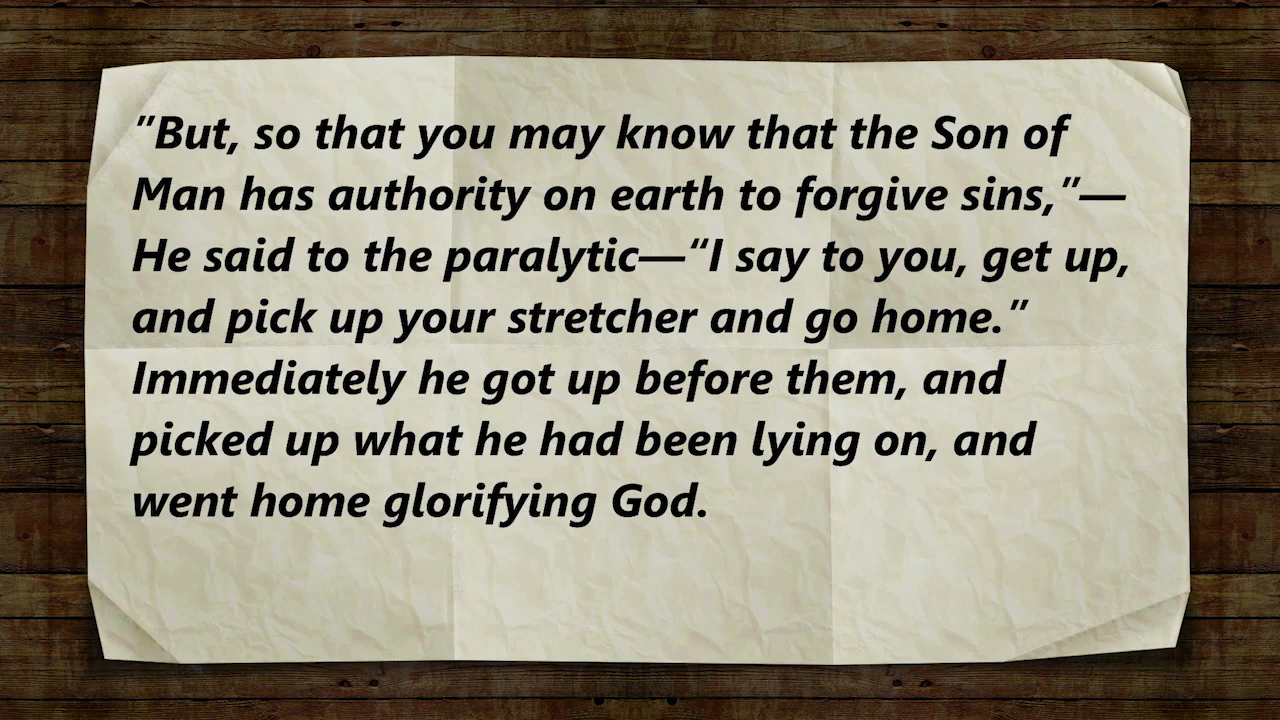 "But, so that you may know that the Son of
Man has authority on earth to forgive sins,"—
He said to the paralytic—“I say to you, get up,
and pick up your stretcher and go home.”
Immediately he got up before them, and
picked up what he had been lying on, and
went home glorifying God.